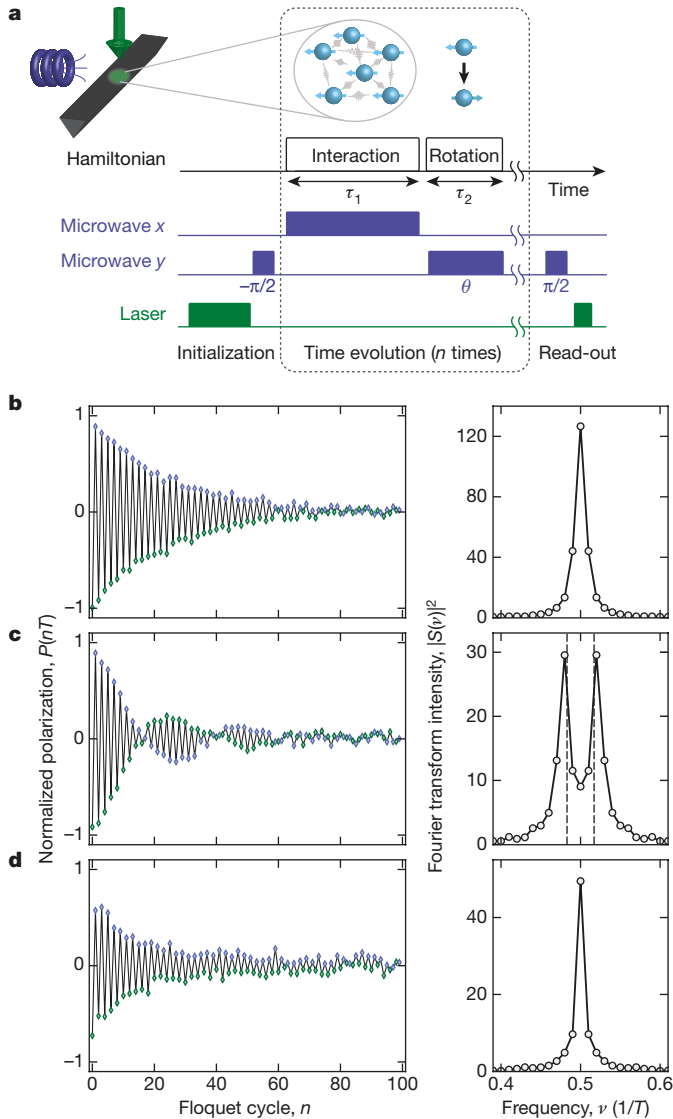 a
Hamiltonian
Interaction
Rotation
τ1
τ2
Time
Microwave x
Microwave y
−π/2
θ
π/2
Laser
Initialization
Time evolution (n times)
Read-out
b
1
0
−1
120
80
40
0
c
1
0
−1
30
20
10
0
Normalized polarization, P(nT)
Fourier transform intensity, |S(ν)|²
d
1
0
−1
40
20
0
0 20 40 60 80 100
0.4 0.5 0.6
Floquet cycle, n
Frequency, ν (1/T)